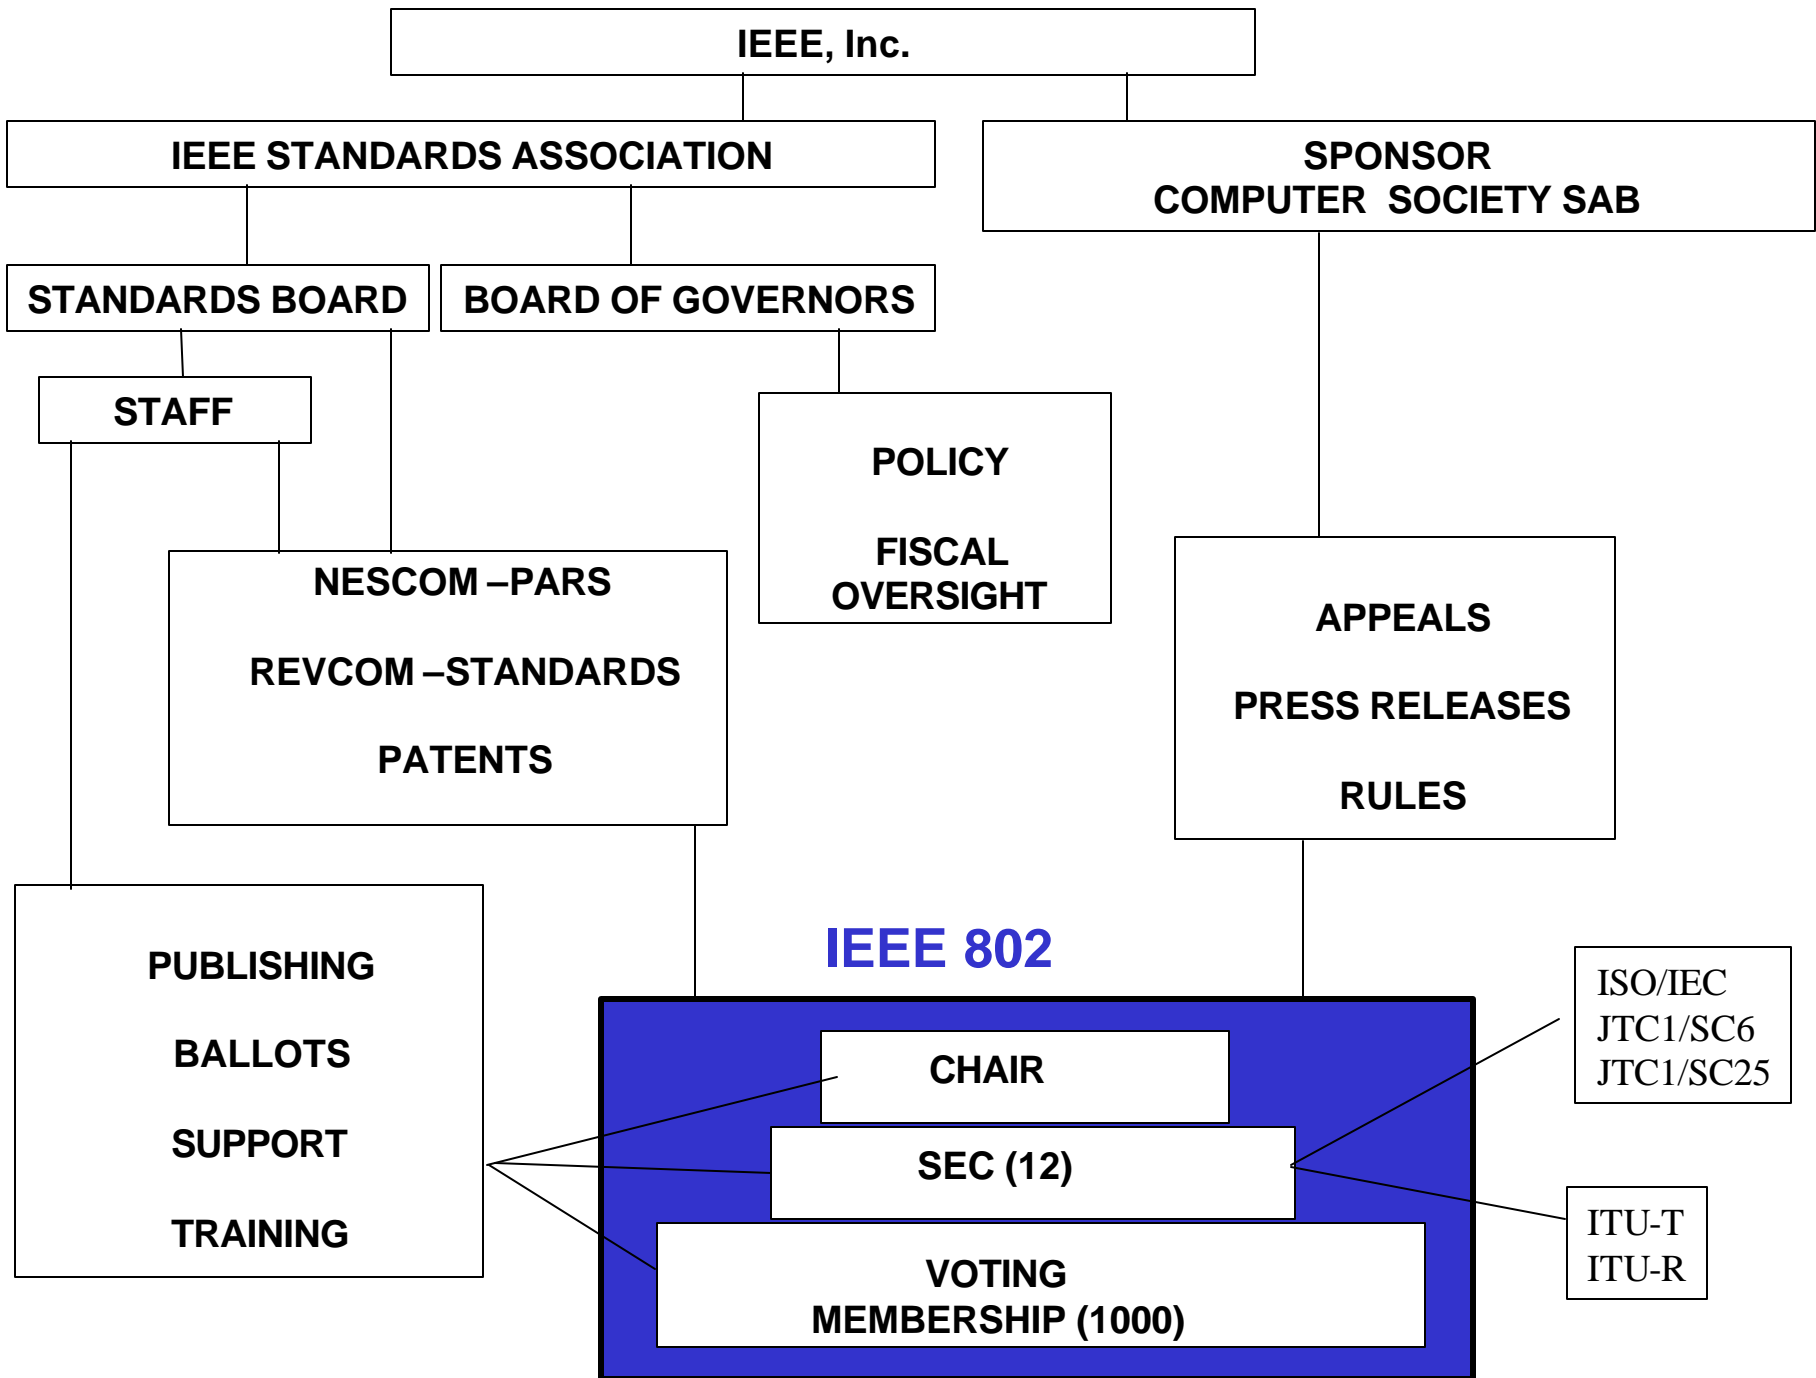 IEEE, Inc.
IEEE STANDARDS ASSOCIATION
SPONSOR
COMPUTER SOCIETY SAB
STANDARDS BOARD
BOARD OF GOVERNORS
STAFF
POLICY
FISCAL
OVERSIGHT
NESCOM –PARS
REVCOM –STANDARDS
PATENTS
APPEALS
PRESS RELEASES
RULES
PUBLISHING
BALLOTS
SUPPORT
TRAINING
IEEE 802
CHAIR
SEC (12)
VOTING
MEMBERSHIP (1000)
ISO/IEC
JTC1/SC6
JTC1/SC25
ITU-T
ITU-R